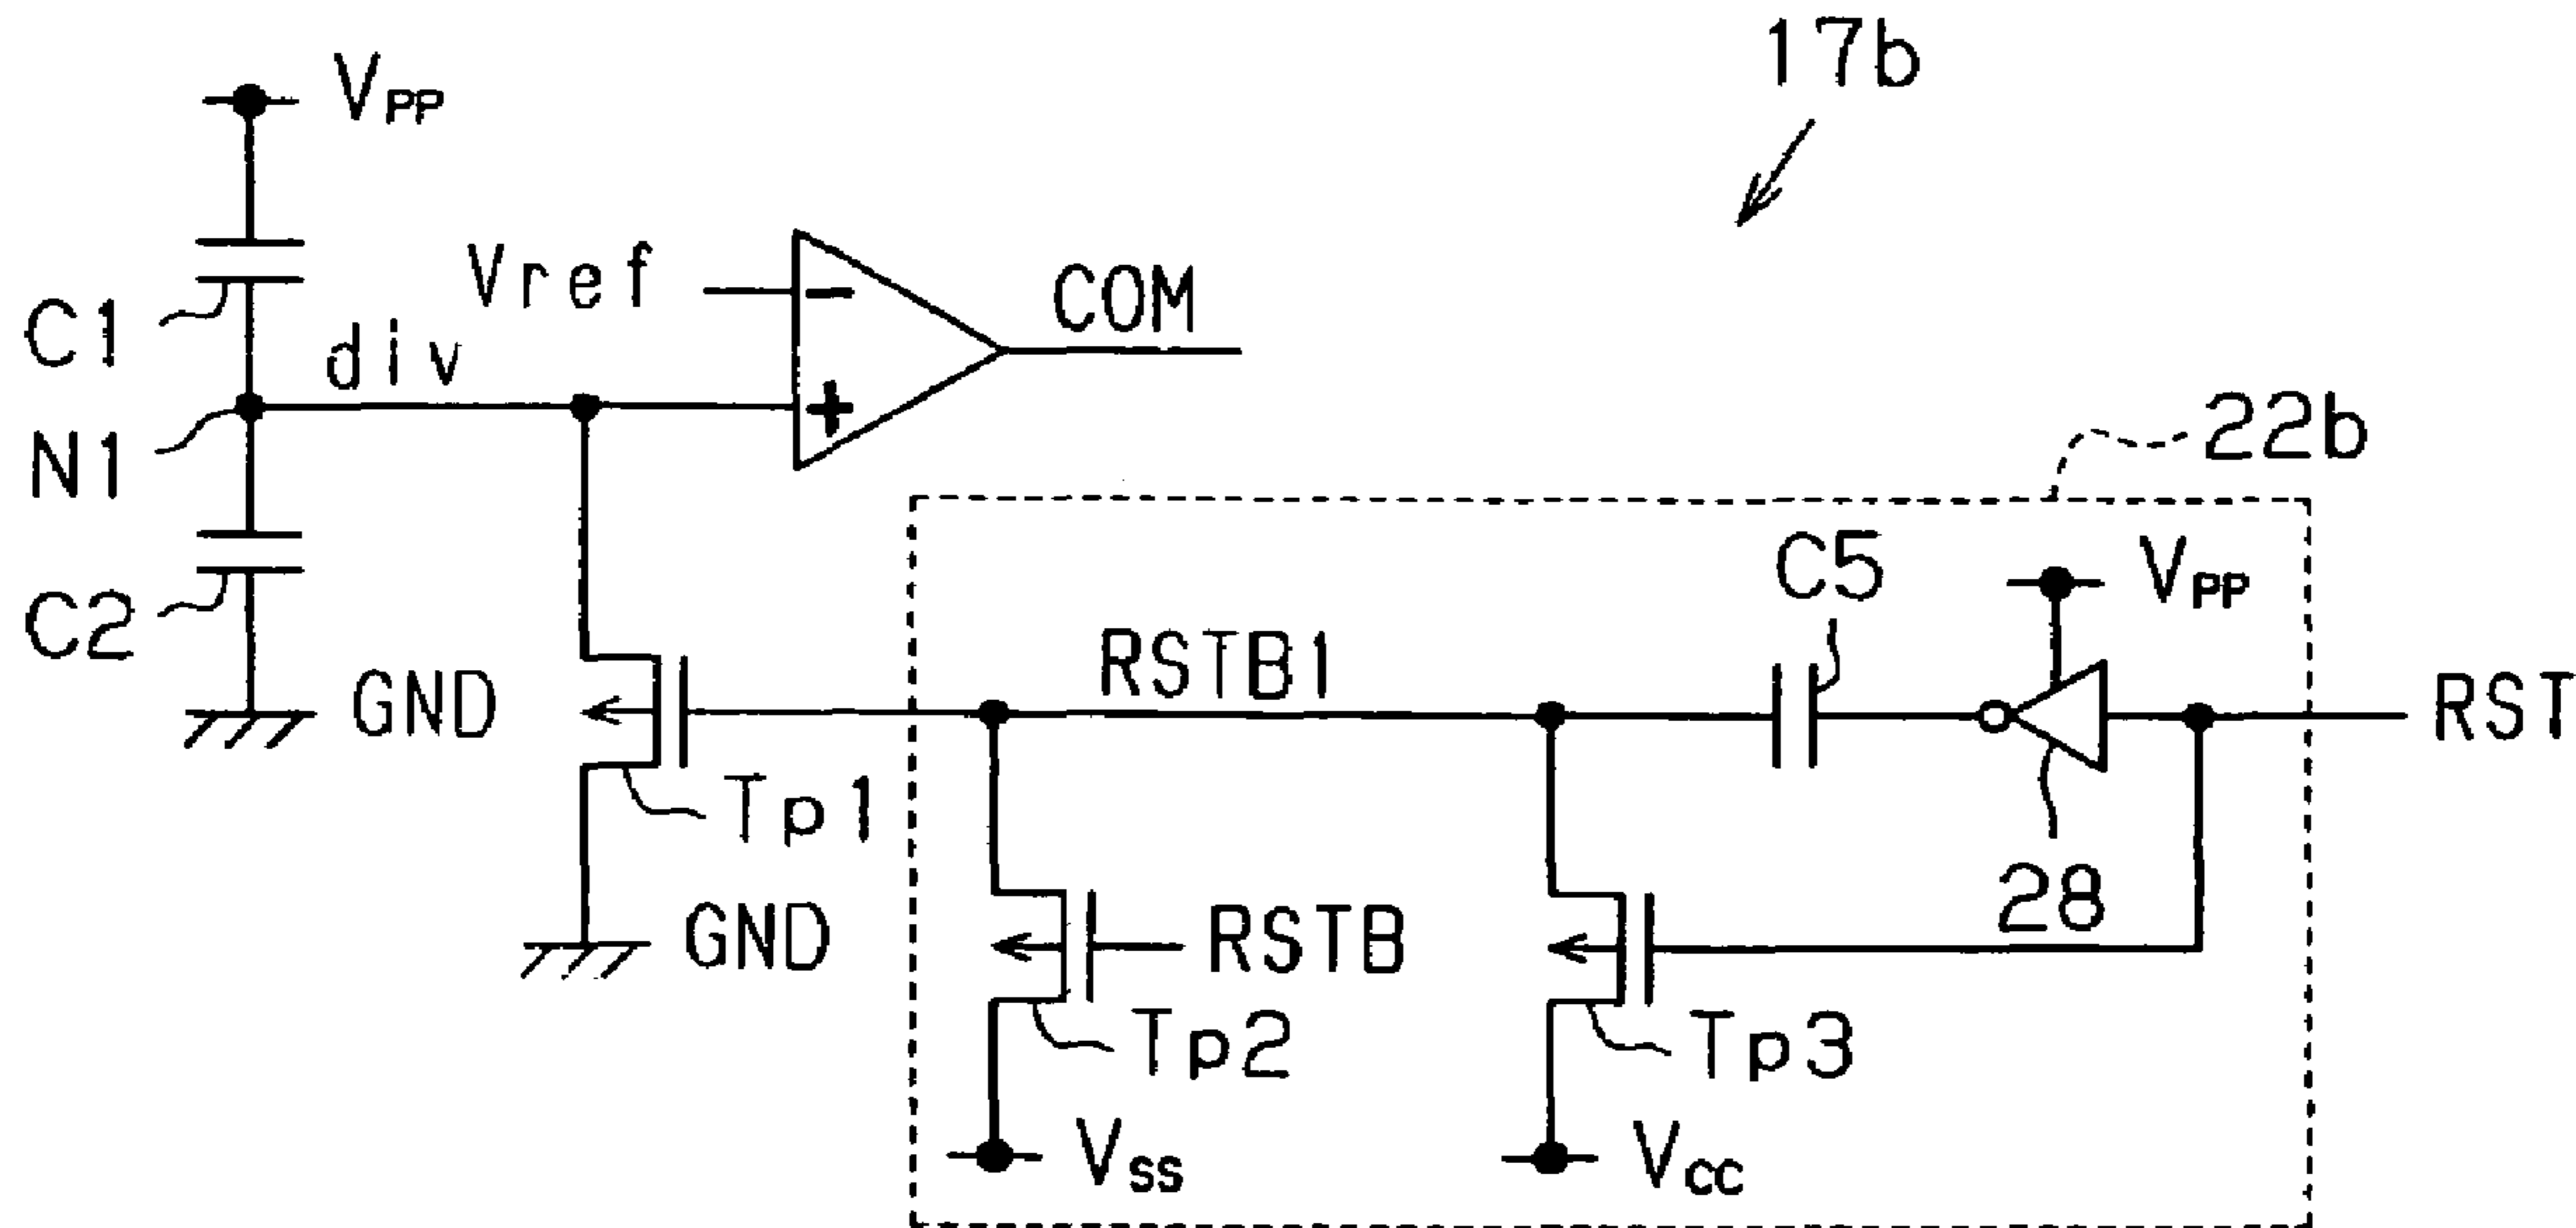 17b
VPP
Vref
COM
C1
div
N1
22b
C5
VPP
C2
RSTB1
GND
RST
Tp1
28
RSTB
GND
Tp2
Tp3
Vss
Vcc